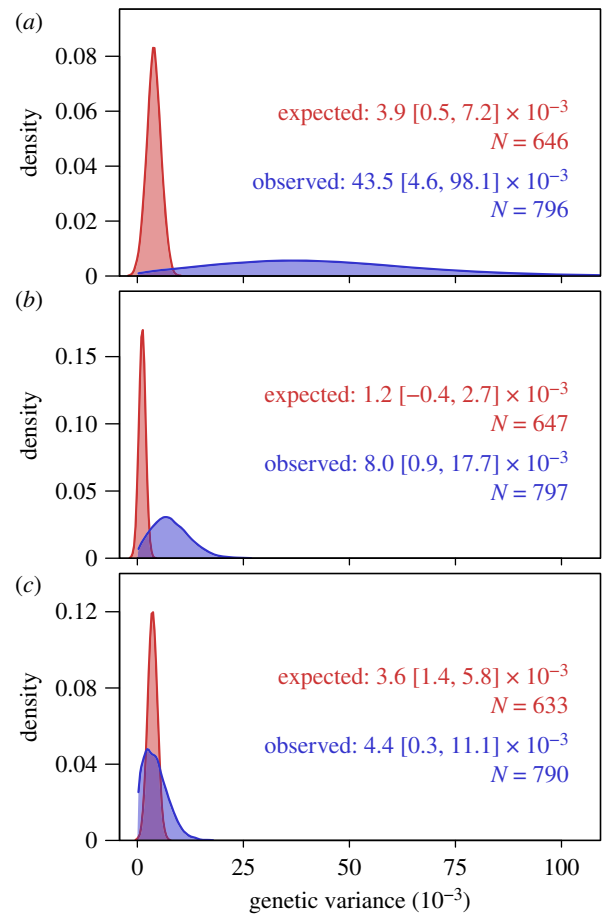 (a)
0.08
0.06
0.04
0.02
0
density
expected: 3.9 [0.5, 7.2] × 10⁻³
N = 646
observed: 43.5 [4.6, 98.1] × 10⁻³
N = 796
(b)
0.15
0.10
0.05
0
density
expected: 1.2 [−0.4, 2.7] × 10⁻³
N = 647
observed: 8.0 [0.9, 17.7] × 10⁻³
N = 797
(c)
0.12
0.08
0.04
0
density
expected: 3.6 [1.4, 5.8] × 10⁻³
N = 633
observed: 4.4 [0.3, 11.1] × 10⁻³
N = 790
0 25 50 75 100
genetic variance (10⁻³)